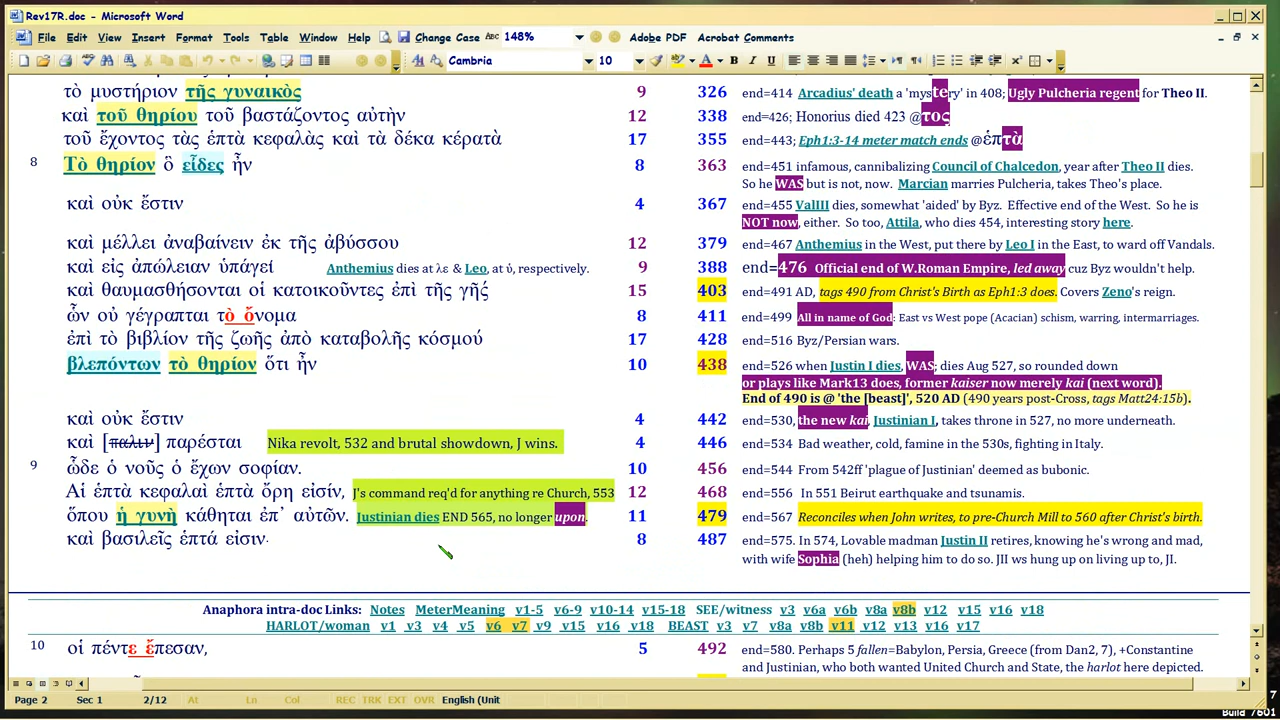 Rev17R.doc - Microsoft Word
File Edit View Insert Format Tools Table Window Help Change Case ABC 148% Adobe PDF Acrobat Comments
Cambria 10 B I U
τὸ μυστήριον τῆς γυναικὸς 9 326 end=414 Arcadius' death a 'mystery' in 408; Ugly Pulcheria regent for Theo II.
καὶ τοῦ θηρίου τοῦ βαστάζοντος αὐτὴν 12 338 end=426; Honorius died 423 @τος
τοῦ ἔχοντος τὰς ἑπτὰ κεφαλὰς καὶ τὰ δέκα κέρατὰ 17 355 end=443; Eph1:3-14 meter match ends @ἑπτὰ
8 Τὸ θηρίον ὃ εἶδες ἦν 8 363 end=451 infamous, cannibalizing Council of Chalcedon, year after Theo II dies.
So he WAS but is not, now. Marcian marries Pulcheria, takes Theo's place.
καὶ οὐκ ἔστιν 4 367 end=455 ValIII dies, somewhat 'aided' by Byz. Effective end of the West. So he is
NOT now, either. So too, Attila, who dies 454, interesting story here.
καὶ μέλλει ἀναβαίνειν ἐκ τῆς ἀβύσσου 12 379 end=467 Anthemius in the West, put there by Leo I in the East, to ward off Vandals.
καὶ εἰς ἀπώλειαν ὑπάγεί Anthemius dies at λε & Leo, at ύ, respectively. 9 388 end=476 Official end of W.Roman Empire, led away cuz Byz wouldn't help.
καὶ θαυμασθήσονται οἱ κατοικοῦντες ἐπὶ τῆς γής 15 403 end=491 AD, tags 490 from Christ's Birth as Eph1:3 does. Covers Zeno's reign.
ὧν οὐ γέγραπται τὸ ὄνομα 8 411 end=499 All in name of God; East vs West pope (Acacian) schism, warring, intermarriages.
ἐπὶ τὸ βιβλίον τῆς ζωῆς ἀπὸ καταβολῆς κόσμού 17 428 end=516 Byz/Persian wars.
βλεπόντων τὸ θηρίον ὅτι ἦν 10 438 end=526 when Justin I dies, WAS; dies Aug 527, so rounded down
or plays like Mark13 does, former kaiser now merely kai (next word).
End of 490 is @ 'the [beast]', 520 AD (490 years post-Cross, tags Matt24:15b).
καὶ οὐκ ἔστιν 4 442 end=530, the new kai, Justinian I, takes throne in 527, no more underneath.
καὶ [παλιν] παρέσται Nika revolt, 532 and brutal showdown, J wins. 4 446 end=534 Bad weather, cold, famine in the 530s, fighting in Italy.
9 ὧδε ὁ νοῦς ὁ ἔχων σοφίαν. 10 456 end=544 From 542ff 'plague of Justinian' deemed as bubonic.
Αἱ ἑπτὰ κεφαλαὶ ἑπτὰ ὄρη εἰσίν, J's command req'd for anything re Church, 553 12 468 end=556 In 551 Beirut earthquake and tsunamis.
ὅπου ἡ γυνὴ κάθηται ἐπ' αὐτῶν. Justinian dies END 565, no longer upon. 11 479 end=567 Reconciles when John writes, to pre-Church Mill to 560 after Christ's birth.
καὶ βασιλεῖς ἑπτά εἰσιν· 8 487 end=575. In 574, Lovable madman Justin II retires, knowing he's wrong and mad,
with wife Sophia (heh) helping him to do so. JII ws hung up on living up to, JI.
Anaphora intra-doc Links: Notes MeterMeaning v1-5 v6-9 v10-14 v15-18 SEE/witness v3 v6a v6b v8a v8b v12 v15 v16 v18
HARLOT/woman v1 v3 v4 v5 v6 v7 v9 v15 v16 v18 BEAST v3 v7 v8a v8b v11 v12 v13 v16 v17
10 οἱ πέντε ἔπεσαν, 5 492 end=580. Perhaps 5 fallen=Babylon, Persia, Greece (from Dan2, 7), +Constantine
and Justinian, who both wanted United Church and State, the harlot here depicted.
Page 2 Sec 1 2/12 At Ln Col REC TRK EXT OVR English (Unit
7
Build 7601